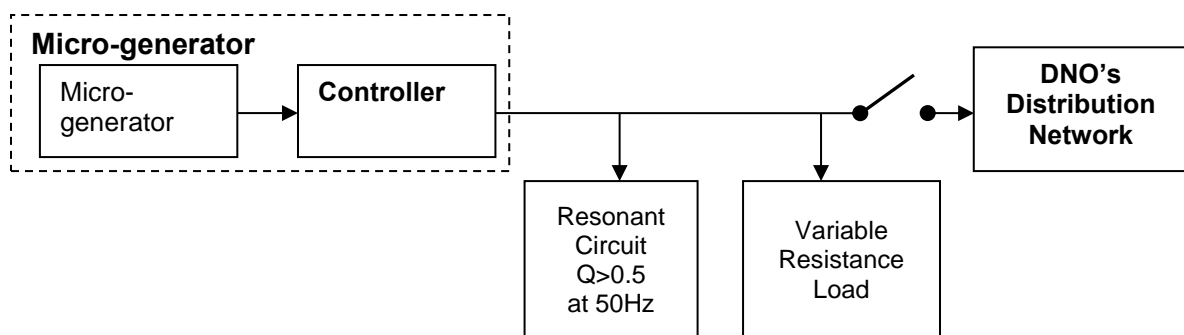 Micro-generator
Micro-
generator
Controller
DNO's
Distribution
Network
Resonant
Circuit
Q>0.5
at 50Hz
Variable
Resistance
Load